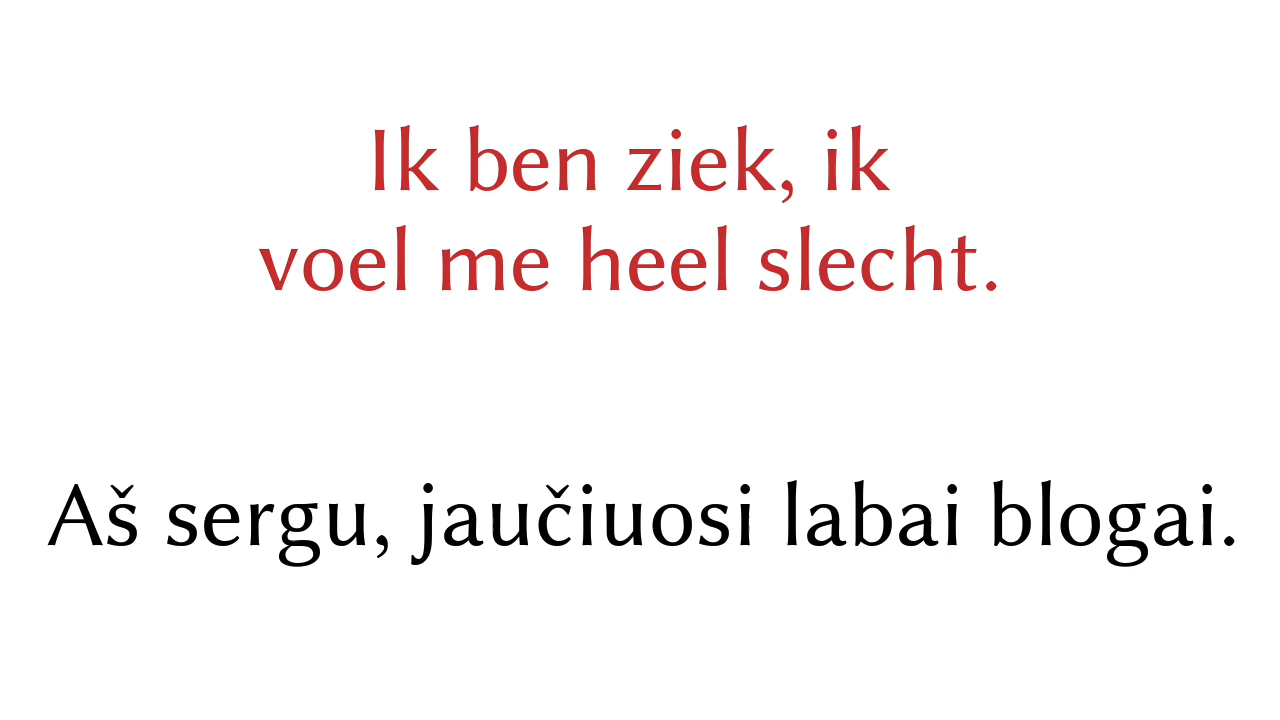 Ik ben ziek, ik
voel me heel slecht.
Aš sergu, jaučiuosi labai blogai.